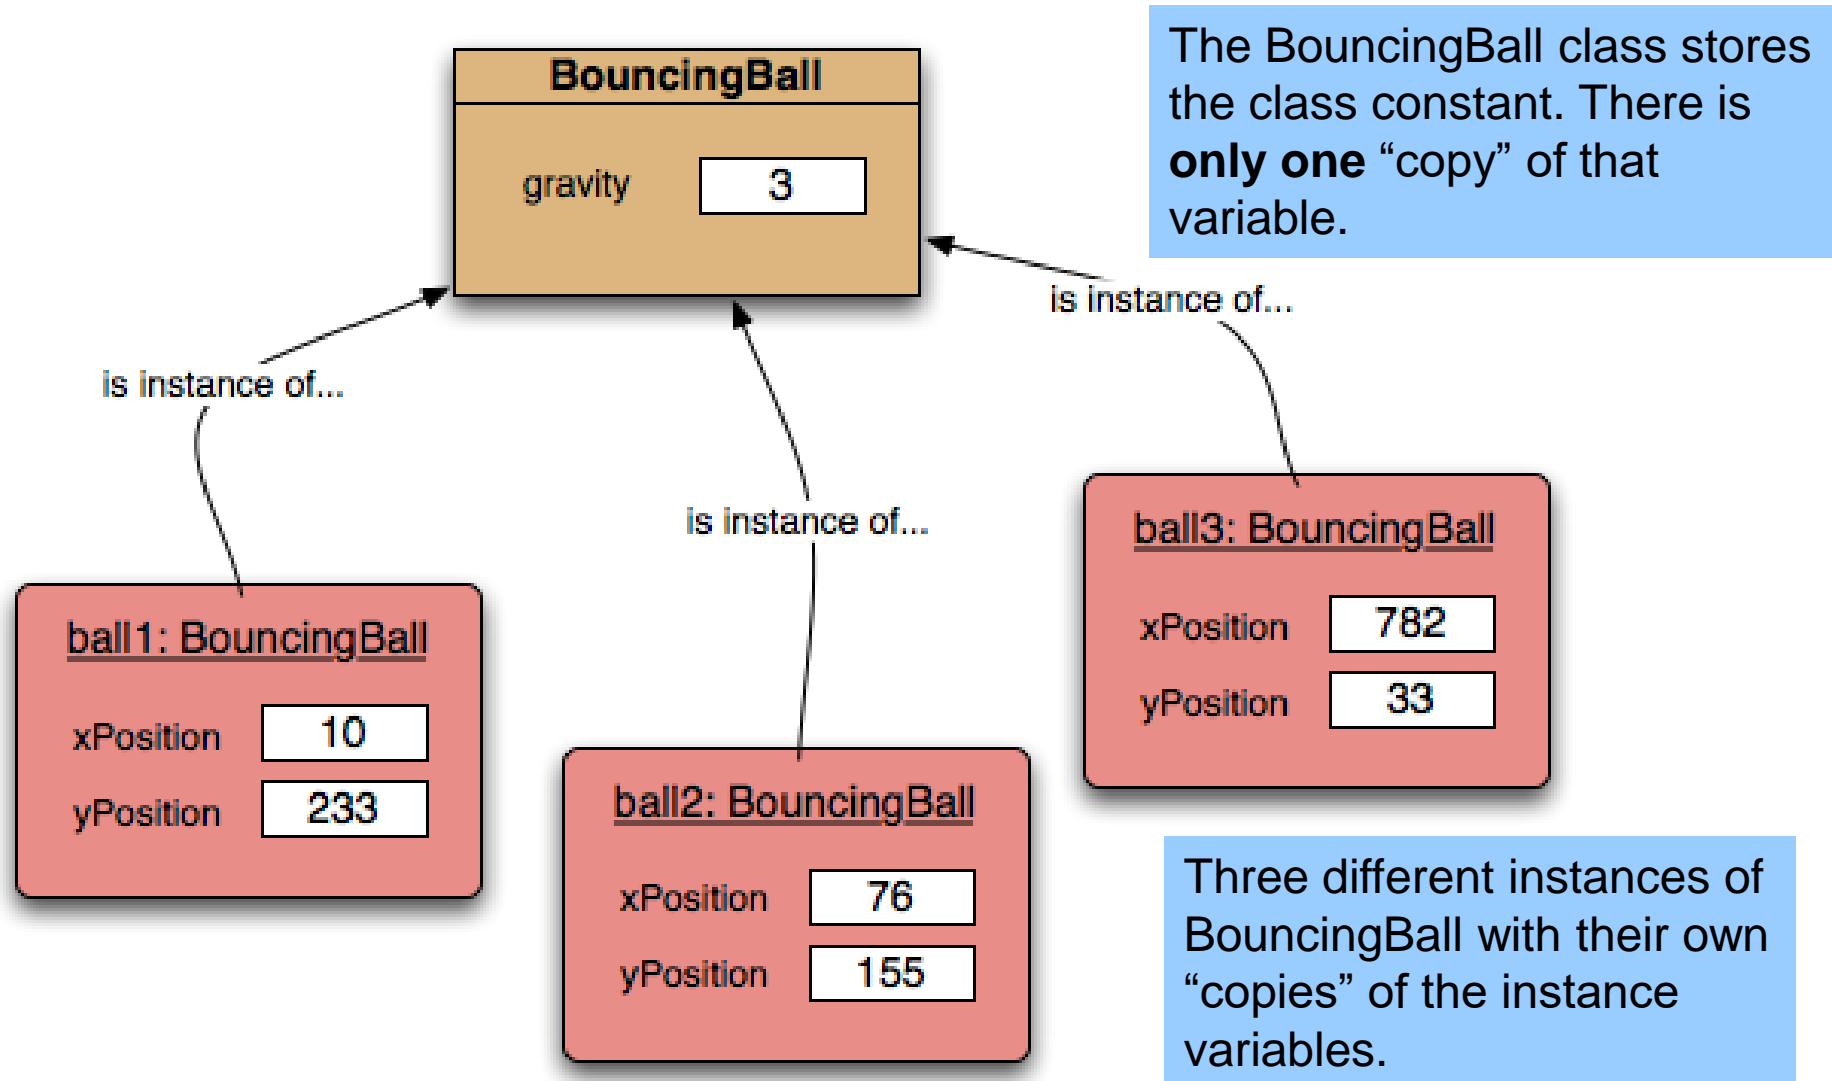 BouncingBall
gravity 3
The BouncingBall class stores
the class constant. There is
only one “copy” of that
variable.
is instance of...
is instance of...
is instance of...
ball1: BouncingBall
xPosition 10
yPosition 233
ball2: BouncingBall
xPosition 76
yPosition 155
ball3: BouncingBall
xPosition 782
yPosition 33
Three different instances of
BouncingBall with their own
“copies” of the instance
variables.